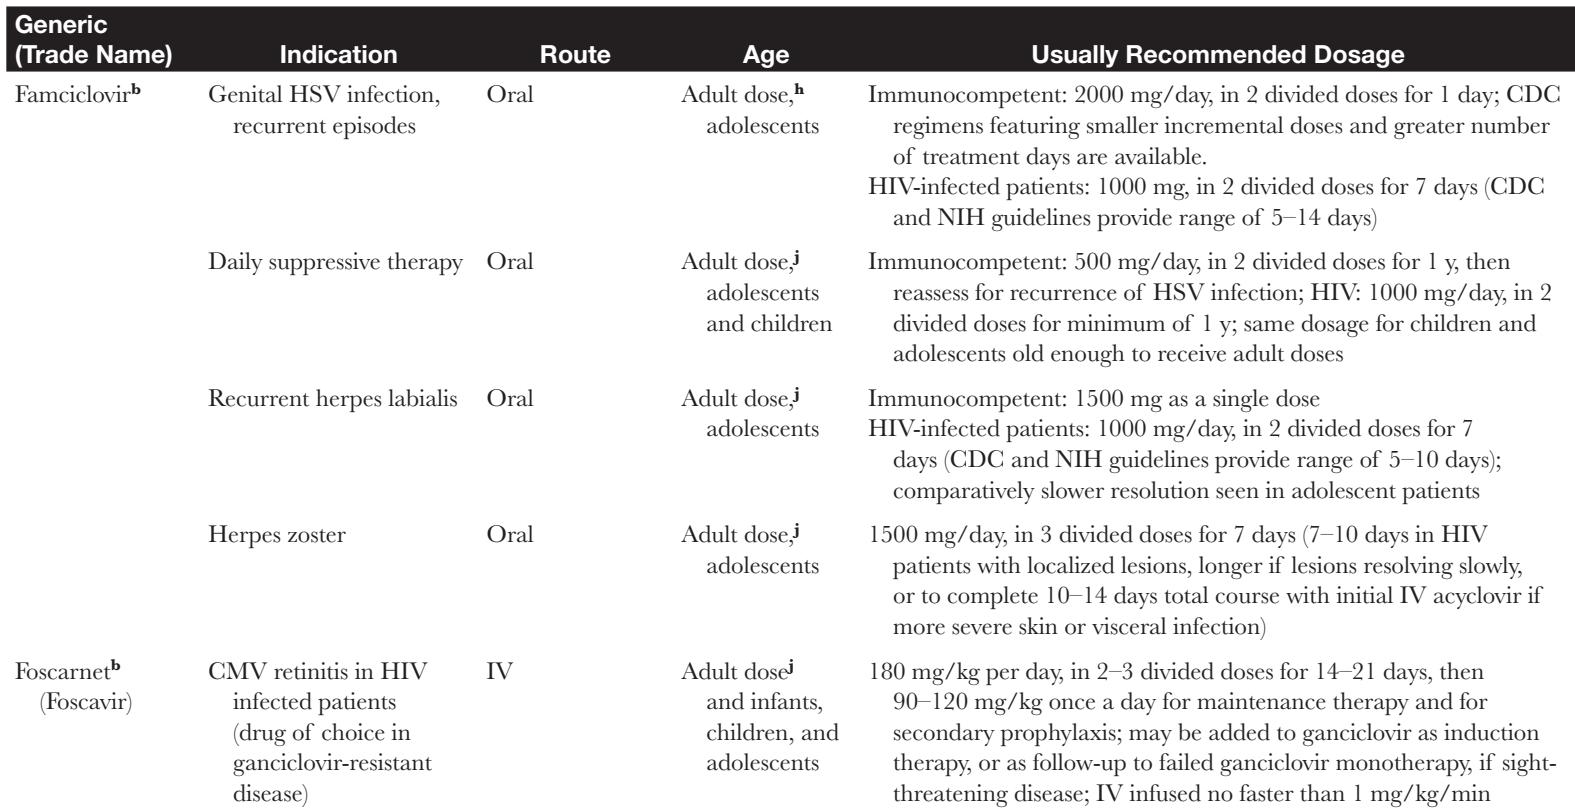 Generic
(Trade Name) Indication Route Age Usually Recommended Dosage
Famciclovirb Genital HSV infection, Oral Adult dose,h Immunocompetent: 2000 mg/day, in 2 divided doses for 1 day; CDC
recurrent episodes adolescents regimens featuring smaller incremental doses and greater number
of treatment days are available.
HIV-infected patients: 1000 mg, in 2 divided doses for 7 days (CDC
and NIH guidelines provide range of 5–14 days)
Daily suppressive therapy Oral Adult dose,j Immunocompetent: 500 mg/day, in 2 divided doses for 1 y, then
adolescents reassess for recurrence of HSV infection; HIV: 1000 mg/day, in 2
and children divided doses for minimum of 1 y; same dosage for children and
adolescents old enough to receive adult doses
Recurrent herpes labialis Oral Adult dose,j Immunocompetent: 1500 mg as a single dose
adolescents HIV-infected patients: 1000 mg/day, in 2 divided doses for 7
days (CDC and NIH guidelines provide range of 5–10 days);
comparatively slower resolution seen in adolescent patients
Herpes zoster Oral Adult dose,j 1500 mg/day, in 3 divided doses for 7 days (7–10 days in HIV
adolescents patients with localized lesions, longer if lesions resolving slowly,
or to complete 10–14 days total course with initial IV acyclovir if
more severe skin or visceral infection)
Foscarnetb CMV retinitis in HIV IV Adult dosej 180 mg/kg per day, in 2–3 divided doses for 14–21 days, then
(Foscavir) infected patients and infants, 90–120 mg/kg once a day for maintenance therapy and for
(drug of choice in children, and secondary prophylaxis; may be added to ganciclovir as induction
ganciclovir-resistant adolescents therapy, or as follow-up to failed ganciclovir monotherapy, if sight-
disease) threatening disease; IV infused no faster than 1 mg/kg/min